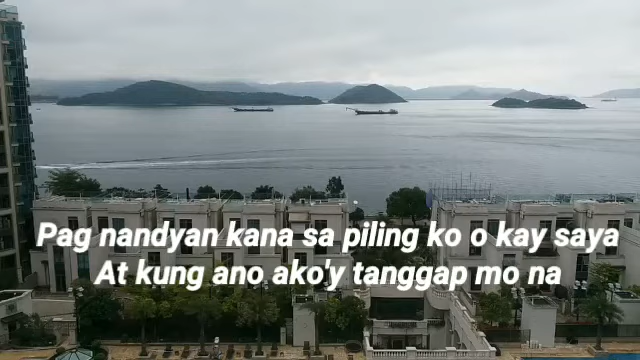 Pag nandyan kana sa piling ko o kay saya
At kung ano ako'y tanggap mo na